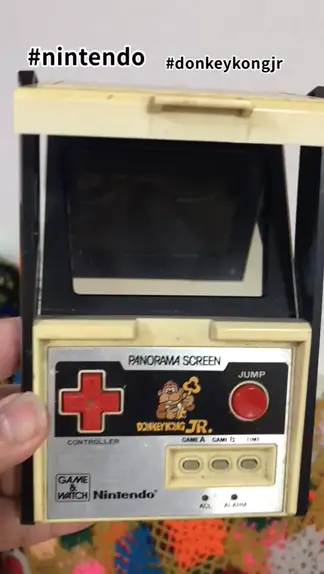 #nintendo
#donkeykongjr
PANORAMA SCREEN
JUMP
DONKEY KONG JR.
CONTROLLER
GAME A GAME B TIME
GAME & WATCH Nintendo®
ACL ALARM